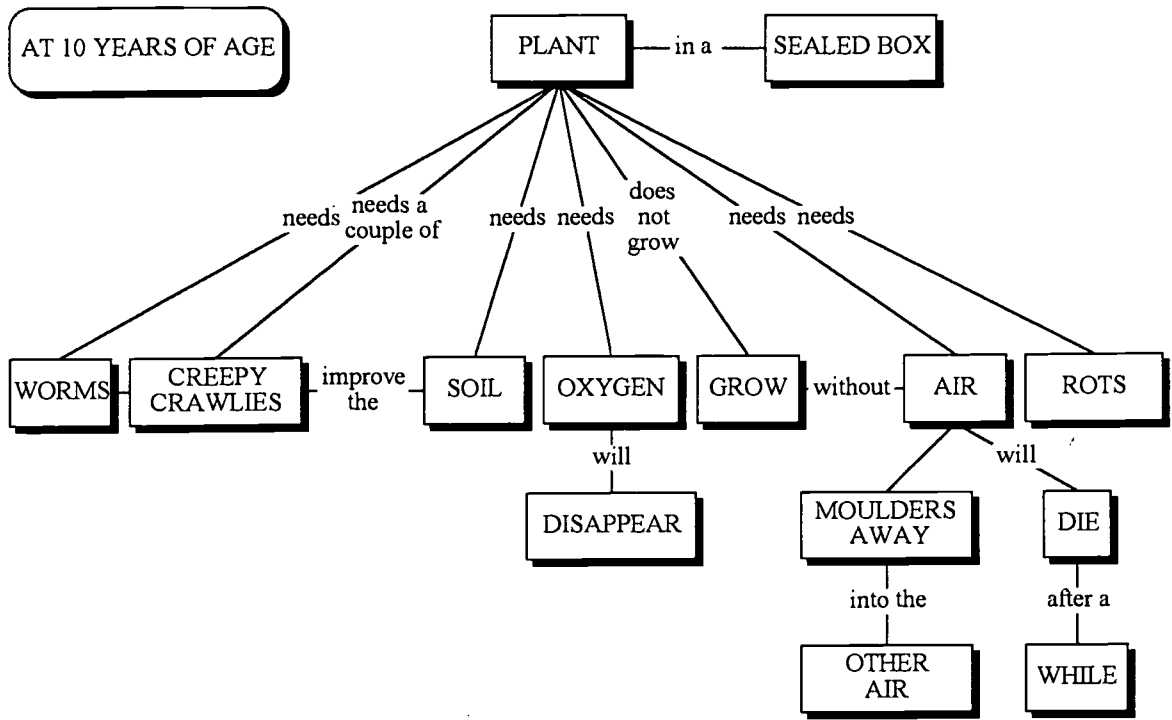 AT 10 YEARS OF AGE
PLANT
in a
SEALED BOX
needs
needs a
couple of
needs
needs
does
not
grow
needs
needs
WORMS
CREEPY
CRAWLIES
improve
the
SOIL
OXYGEN
GROW
without
AIR
ROTS
will
will
DISAPPEAR
MOULDERS
AWAY
DIE
into the
after a
OTHER
AIR
WHILE